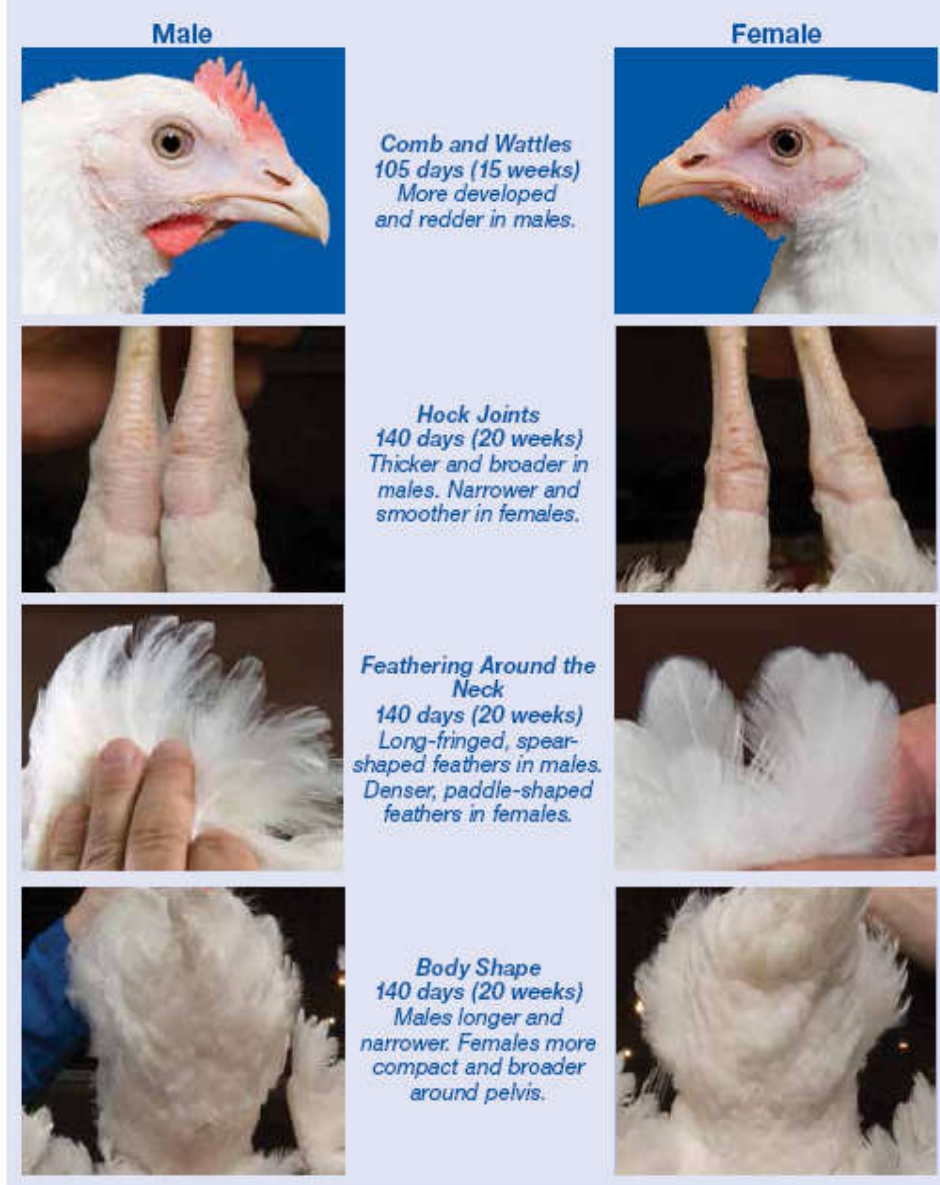 Male
Female
Comb and Wattles
105 days (15 weeks)
More developed
and redder in males.
Hock Joints
140 days (20 weeks)
Thicker and broader in
males. Narrower and
smoother in females.
Feathering Around the
Neck
140 days (20 weeks)
Long-fringed, spear-
shaped feathers in males.
Denser, paddle-shaped
feathers in females.
Body Shape
140 days (20 weeks)
Males longer and
narrower. Females more
compact and broader
around pelvis.